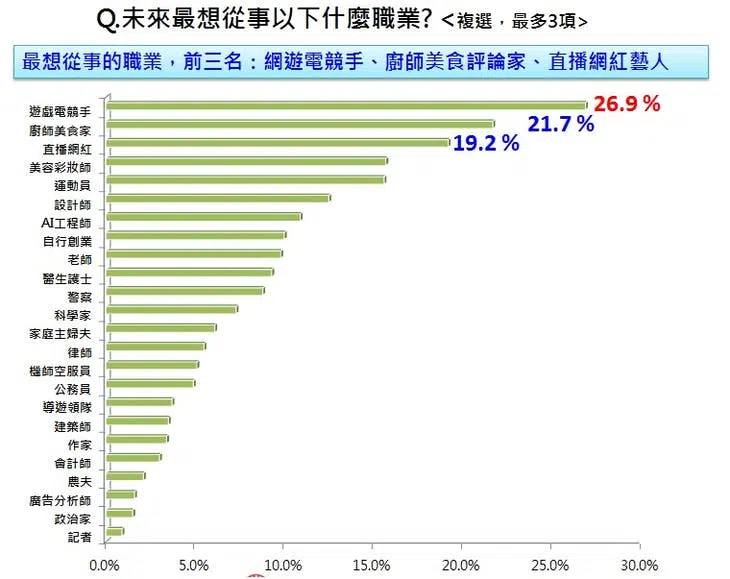 Q.未來最想從事以下什麼職業? <複選，最多3項>
最想從事的職業，前三名：網遊電競手、廚師美食評論家、直播網紅藝人
遊戲電競手
26.9 %
廚師美食家
21.7 %
直播網紅
19.2 %
美容彩妝師
運動員
設計師
AI工程師
自行創業
老師
醫生護士
警察
科學家
家庭主婦夫
律師
機師空服員
公務員
導遊領隊
建築師
作家
會計師
農夫
廣告分析師
政治家
記者
0.0% 5.0% 10.0% 15.0% 20.0% 25.0% 30.0%